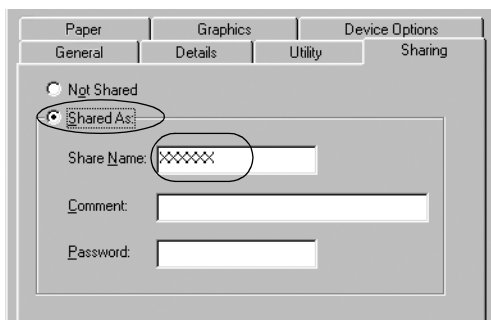 Paper Graphics Device Options
General Details Utility Sharing
Not Shared
Shared As:
Share Name: XXXXXX
Comment:
Password: